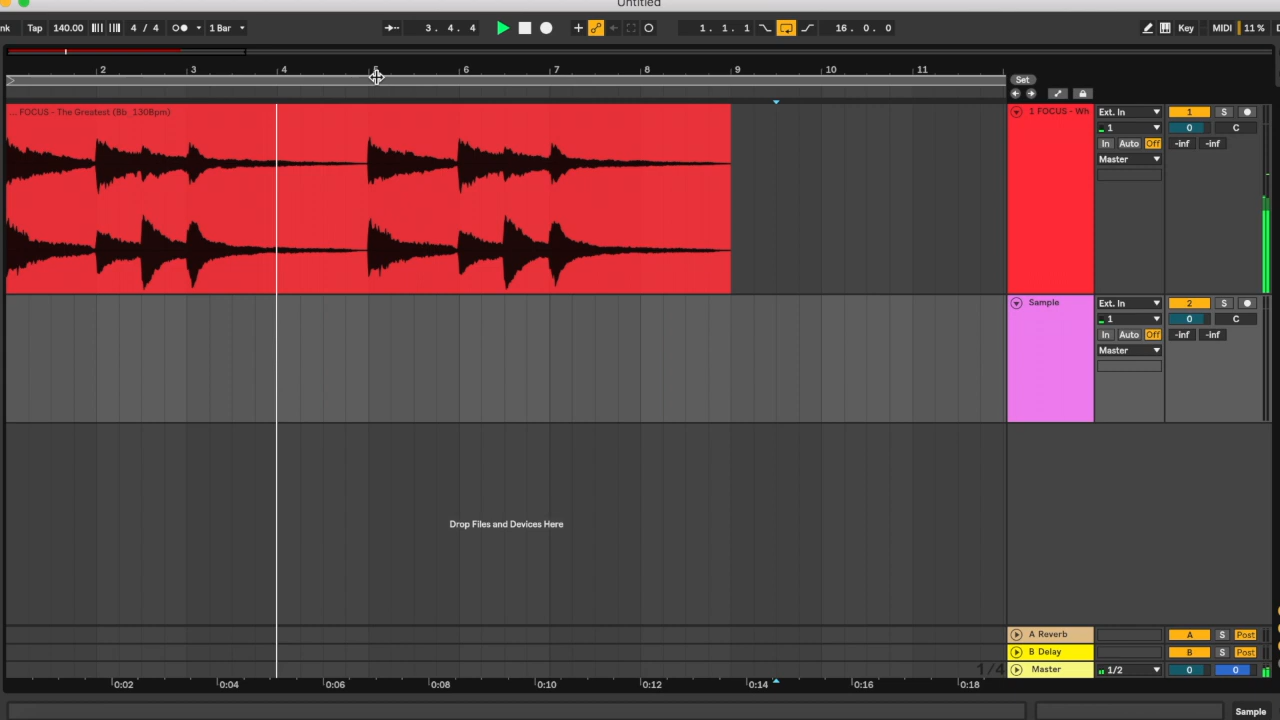 Untitled
nk Tap 140.00 4 / 4 1 Bar 3. 4. 4 1. 1. 1 16. 0. 0 Key MIDI 11 %
2 3 4 5 6 7 8 9 10 11
Set
... FOCUS - The Greatest (Bb 130Bpm)
1 FOCUS - Wh Ext. In 1 S
1 0 C
In Auto Off -inf -inf
Master
Sample Ext. In 2 S
1 0 C
In Auto Off -inf -inf
Master
Drop Files and Devices Here
A Reverb A S Post
B Delay B S Post
1/4 Master 1/2 0 0
0:02 0:04 0:06 0:08 0:10 0:12 0:14 0:16 0:18
Sample